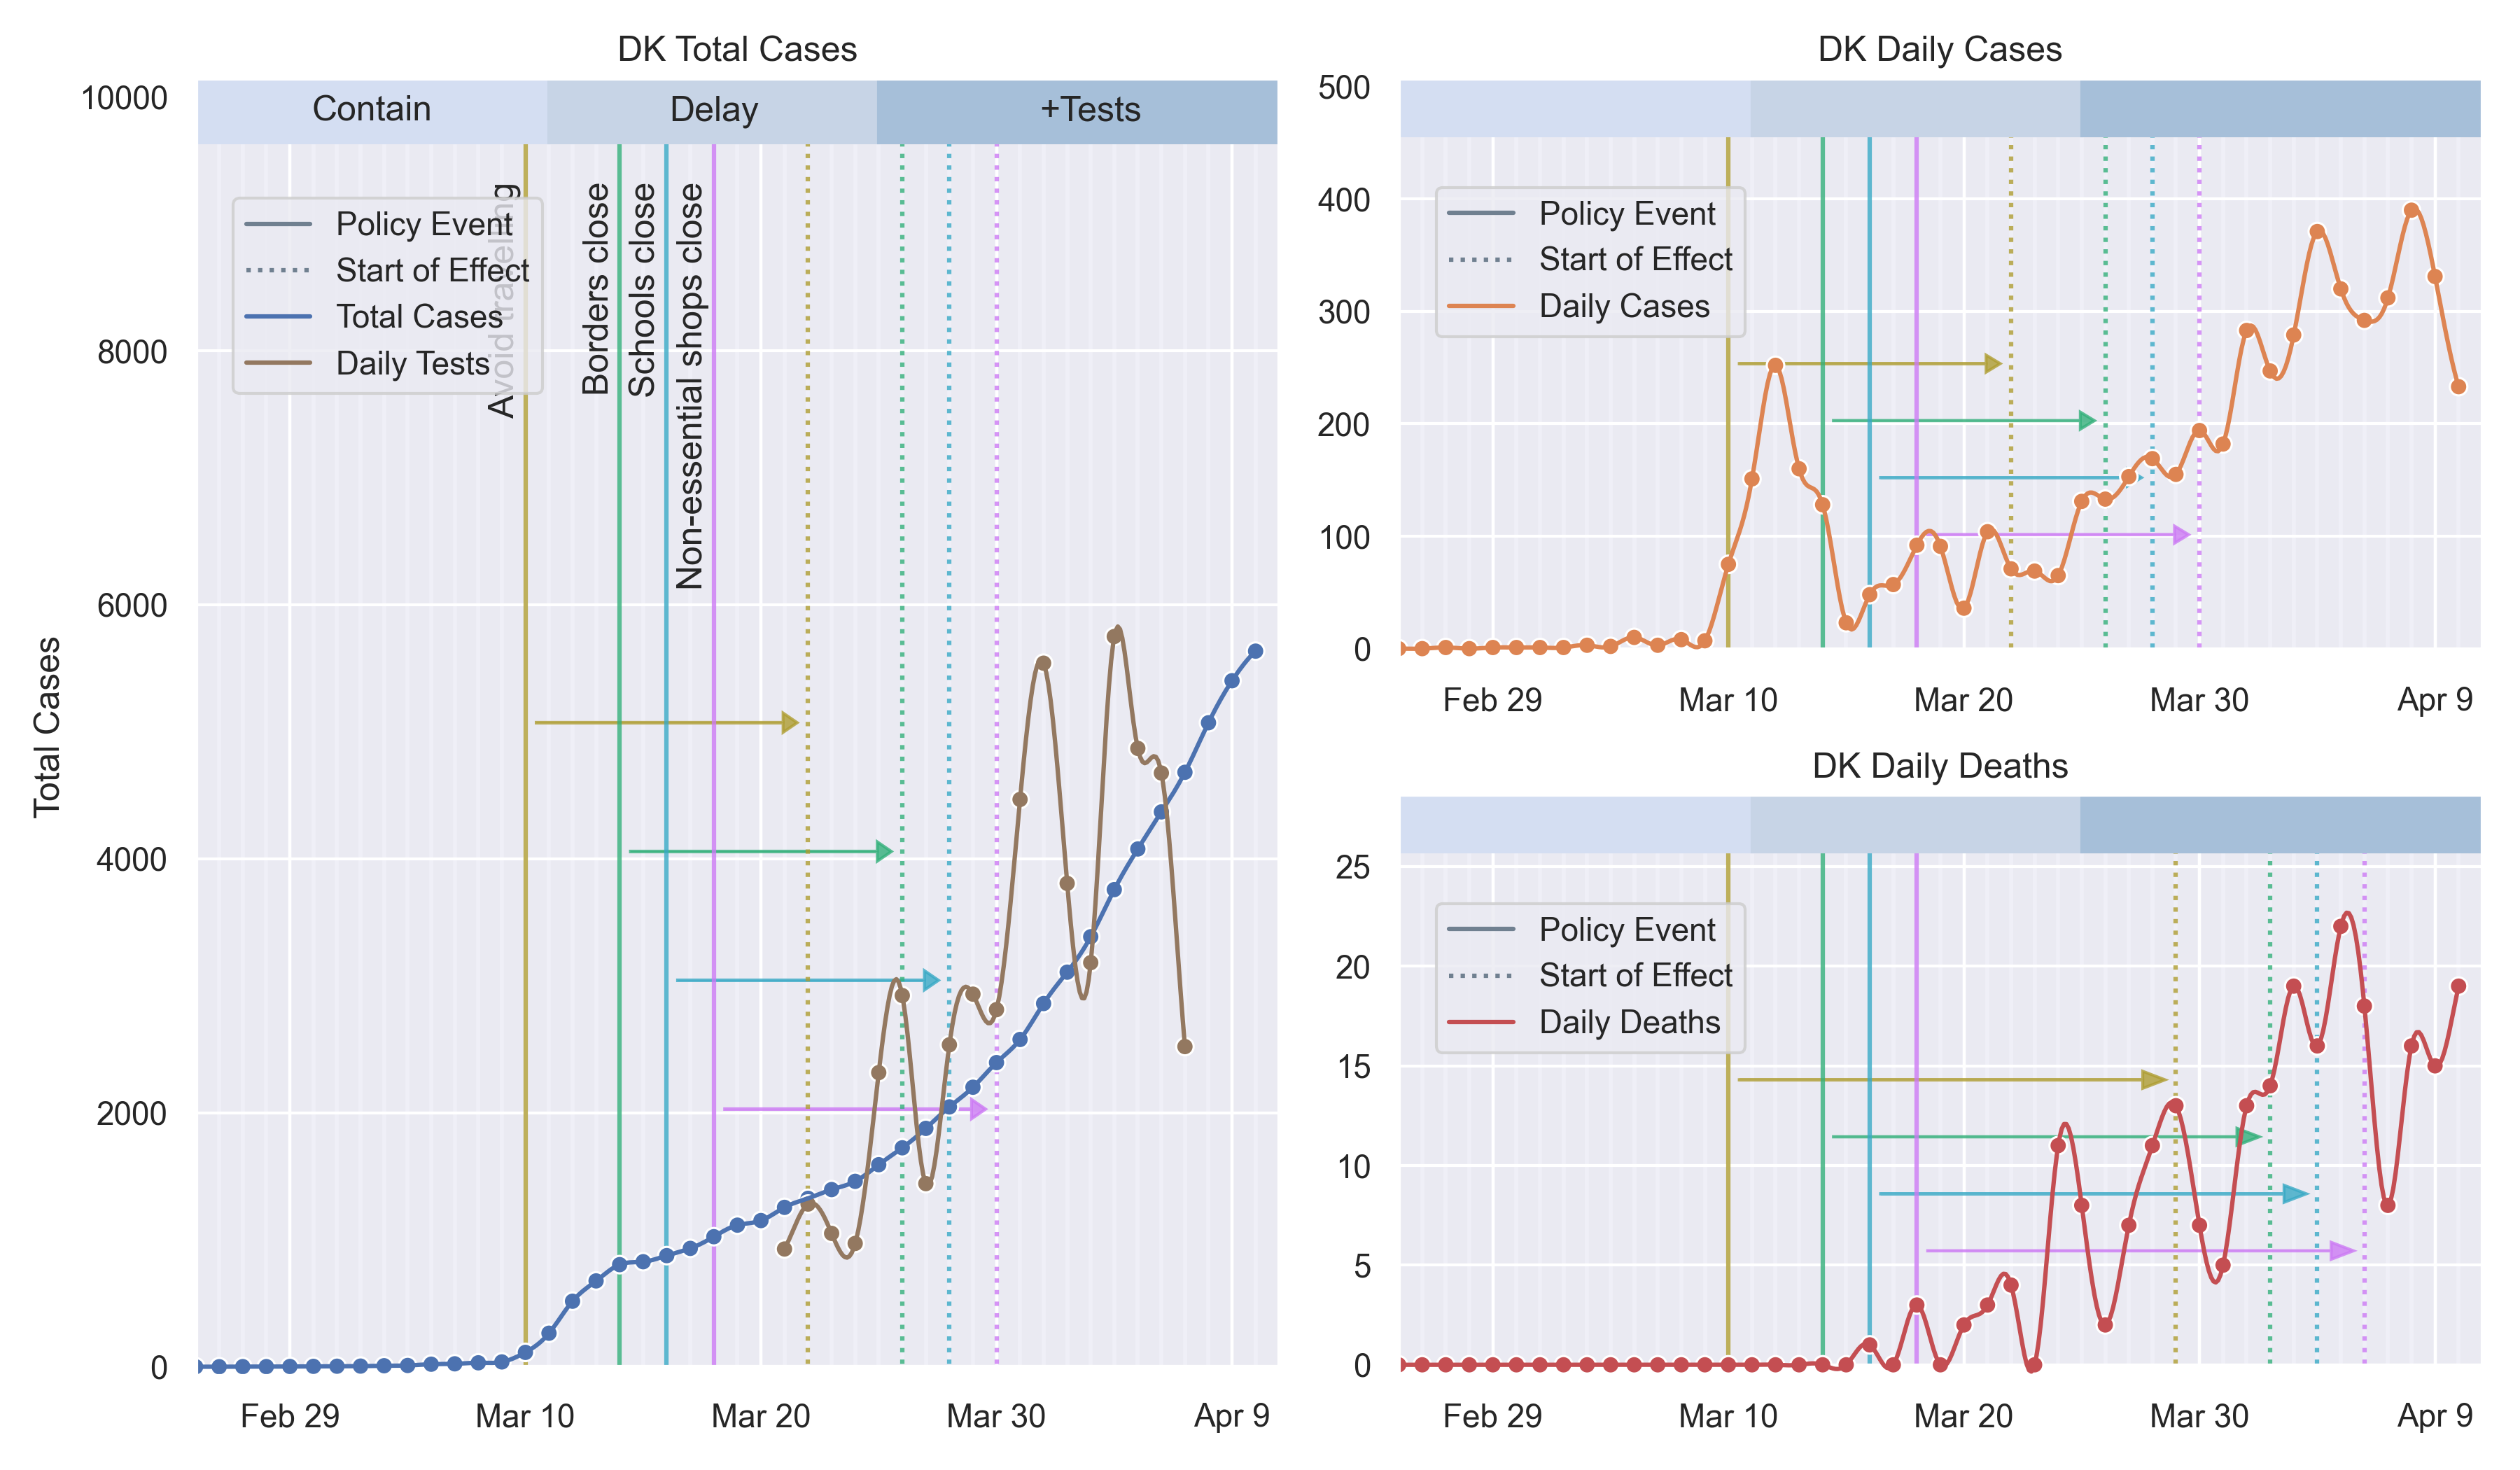 DK Total Cases
10000
8000
6000
4000
2000
0
Total Cases
Contain
Delay
+Tests
Policy Event
Start of Effect
Total Cases
Daily Tests
Avoid travelling
Borders close
Schools close
Non-essential shops close
Feb 29
Mar 10
Mar 20
Mar 30
Apr 9
DK Daily Cases
500
400
300
200
100
0
Policy Event
Start of Effect
Daily Cases
Feb 29
Mar 10
Mar 20
Mar 30
Apr 9
DK Daily Deaths
25
20
15
10
5
0
Policy Event
Start of Effect
Daily Deaths
Feb 29
Mar 10
Mar 20
Mar 30
Apr 9